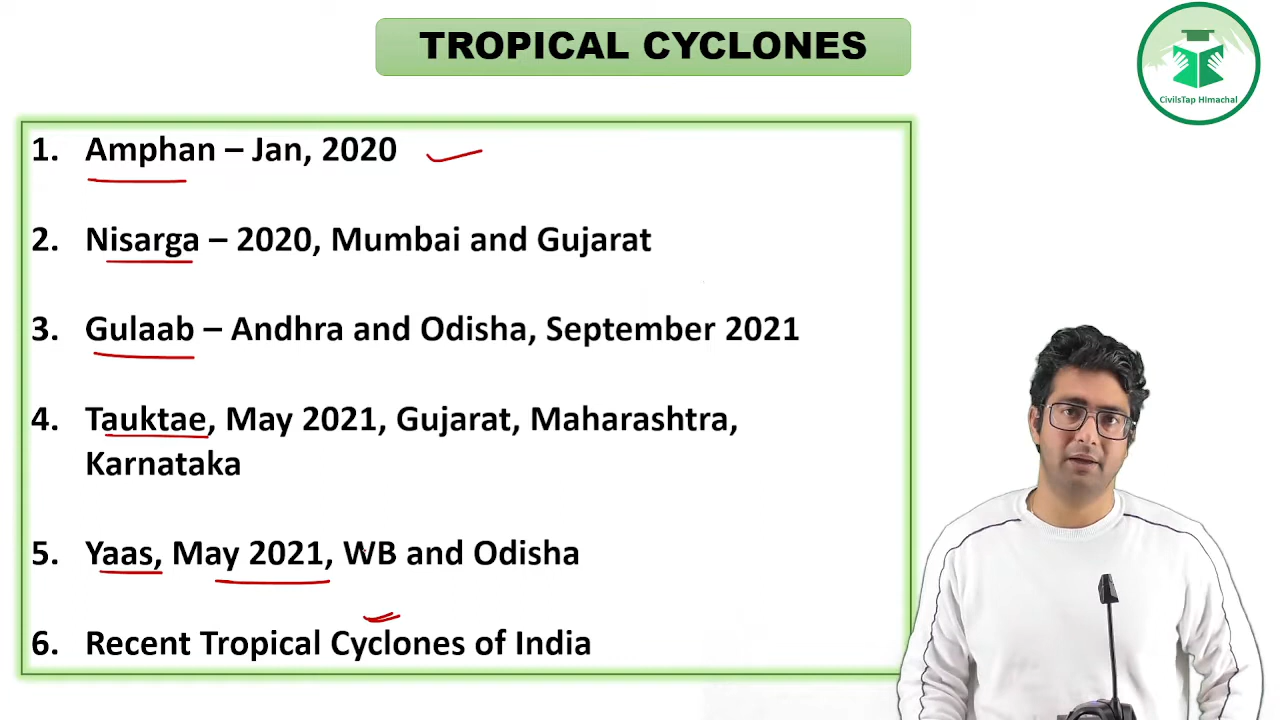 TROPICAL CYCLONES
CivilsTap HImachal
1. Amphan – Jan, 2020
2. Nisarga – 2020, Mumbai and Gujarat
3. Gulaab – Andhra and Odisha, September 2021
4. Tauktae, May 2021, Gujarat, Maharashtra,
Karnataka
5. Yaas, May 2021, WB and Odisha
6. Recent Tropical Cyclones of India